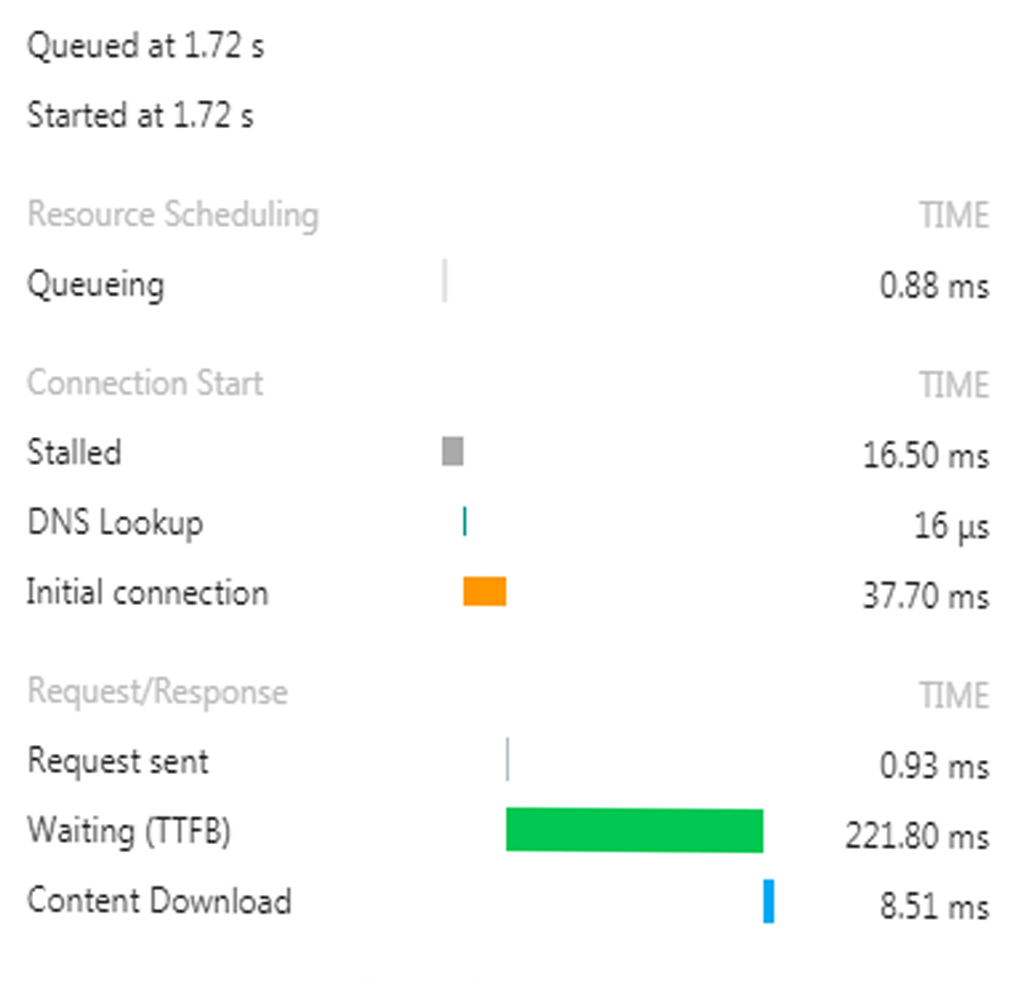 Queued at 1.72 s
Started at 1.72 s
Resource Scheduling TIME
Queueing 0.88 ms
Connection Start TIME
Stalled 16.50 ms
DNS Lookup 16 µs
Initial connection 37.70 ms
Request/Response TIME
Request sent 0.93 ms
Waiting (TTFB) 221.80 ms
Content Download 8.51 ms